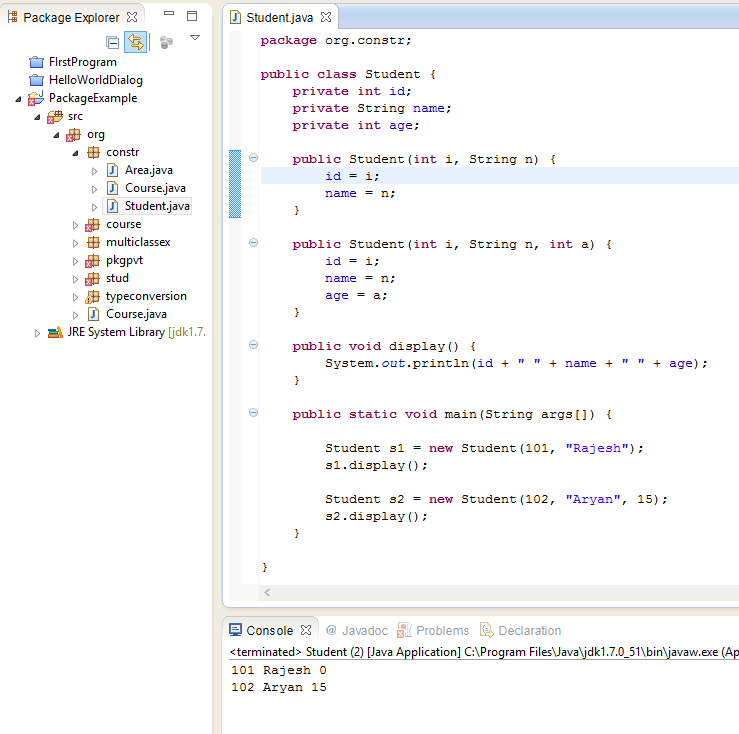 Package Explorer
FIrstProgram
HelloWorldDialog
PackageExample
src
org
constr
Area.java
Course.java
Student.java
course
multiclassex
pkgpvt
stud
typeconversion
Course.java
JRE System Library [jdk1.7.
Student.java
package org.constr;
public class Student {
private int id;
private String name;
private int age;
public Student(int i, String n) {
id = i;
name = n;
}
public Student(int i, String n, int a) {
id = i;
name = n;
age = a;
}
public void display() {
System.out.println(id + " " + name + " " + age);
}
public static void main(String args[]) {
Student s1 = new Student(101, "Rajesh");
s1.display();
Student s2 = new Student(102, "Aryan", 15);
s2.display();
}
}
Console @ Javadoc Problems Declaration
<terminated> Student (2) [Java Application] C:\Program Files\Java\jdk1.7.0_51\bin\javaw.exe (Ap
101 Rajesh 0
102 Aryan 15